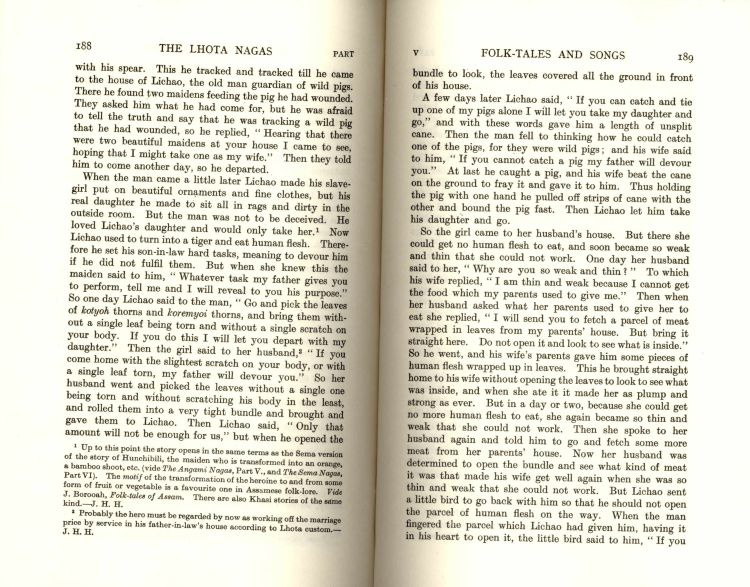 188 THE LHOTA NAGAS PART
with his spear. This he tracked and tracked till he came
to the house of Lichao, the old man guardian of wild pigs.
There he found two maidens feeding the pig he had wounded.
They asked him what he had come for, but he was afraid
to tell the truth and say that he was tracking a wild pig
that he had wounded, so he replied, “ Hearing that there
were two beautiful maidens at your house I came to see,
hoping that I might take one as my wife.” Then they told
him to come another day, so he departed.
When the man came a little later Lichao made his slave-
girl put on beautiful ornaments and fine clothes, but his
real daughter he made to sit all in rags and dirty in the
outside room. But the man was not to be deceived. He
loved Lichao’s daughter and would only take her.¹ Now
Lichao used to turn into a tiger and eat human flesh. There-
fore he set his son-in-law hard tasks, meaning to devour him
if he did not fulfil them. But when she knew this the
maiden said to him, “ Whatever task my father gives you
to perform, tell me and I will reveal to you his purpose.”
So one day Lichao said to the man, “ Go and pick the leaves
of kotyoh thorns and koremyoi thorns, and bring them with-
out a single leaf being torn and without a single scratch on
your body. If you do this I will let you depart with my
daughter.” Then the girl said to her husband,² “ If you
come home with the slightest scratch on your body, or with
a single leaf torn, my father will devour you.” So her
husband went and picked the leaves without a single one
being torn and without scratching his body in the least,
and rolled them into a very tight bundle and brought and
gave them to Lichao. Then Lichao said, “ Only that
amount will not be enough for us,” but when he opened the
¹ Up to this point the story opens in the same terms as the Sema version
of the story of Hunchibili, the maiden who is transformed into an orange,
a bamboo shoot, etc. (vide The Angami Nagas, Part V., and The Sema Nagas,
Part VI). The motif of the transformation of the heroine to and from some
form of fruit or vegetable is a favourite one in Assamese folk-lore. Vide
J. Borooah, Folk-tales of Assam. There are also Khasi stories of the same
kind.—J. H. H.
² Probably the hero must be regarded by now as working off the marriage
price by service in his father-in-law’s house according to Lhota custom.—
J. H. H.
V FOLK-TALES AND SONGS 189
bundle to look, the leaves covered all the ground in front
of his house.
A few days later Lichao said, “ If you can catch and tie
up one of my pigs alone I will let you take my daughter and
go,” and with these words gave him a length of unsplit
cane. Then the man fell to thinking how he could catch
one of the pigs, for they were wild pigs ; and his wife said
to him, “ If you cannot catch a pig my father will devour
you.” At last he caught a pig, and his wife beat the cane
on the ground to fray it and gave it to him. Thus holding
the pig with one hand he pulled off strips of cane with the
other and bound the pig fast. Then Lichao let him take
his daughter and go.
So the girl came to her husband’s house. But there she
could get no human flesh to eat, and soon became so weak
and thin that she could not work. One day her husband
said to her, “ Why are you so weak and thin ? ” To which
his wife replied, “ I am thin and weak because I cannot get
the food which my parents used to give me.” Then when
her husband asked what her parents used to give her to
eat she replied, “ I will send you to fetch a parcel of meat
wrapped in leaves from my parents’ house. But bring it
straight here. Do not open it and look to see what is inside.”
So he went, and his wife’s parents gave him some pieces of
human flesh wrapped up in leaves. This he brought straight
home to his wife without opening the leaves to look to see what
was inside, and when she ate it it made her as plump and
strong as ever. But in a day or two, because she could get
no more human flesh to eat, she again became so thin and
weak that she could not work. Then she spoke to her
husband again and told him to go and fetch some more
meat from her parents’ house. Now her husband was
determined to open the bundle and see what kind of meat
it was that made his wife get well again when she was so
thin and weak that she could not work. But Lichao sent
a little bird to go back with him so that he should not open
the parcel of human flesh on the way. When the man
fingered the parcel which Lichao had given him, having it
in his heart to open it, the little bird said to him, “ If you